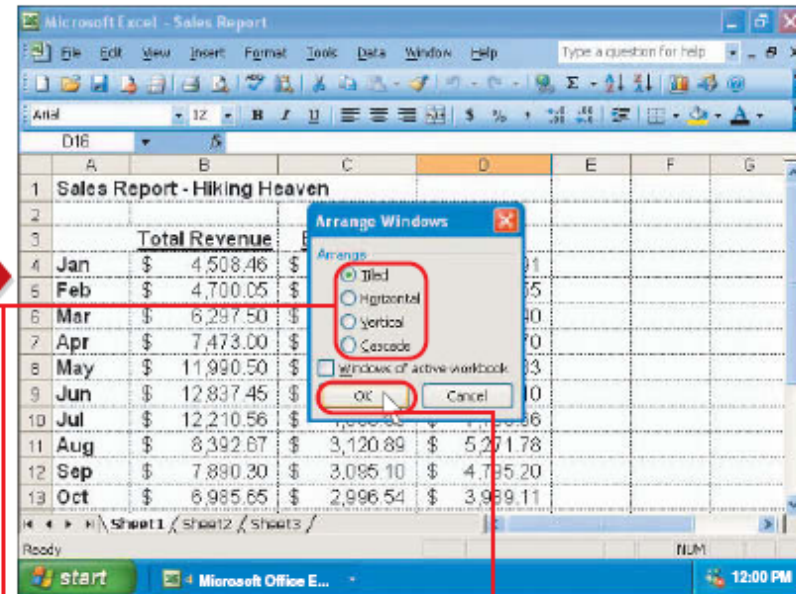 Microsoft Excel - Sales Report
File Edit View Insert Format Tools Data Window Help Type a question for help
Arial 12 B I U $ %
D16 fx
A B C D E F G
1 Sales Report - Hiking Heaven
2
3 Total Revenue
4 Jan $ 4,508.46 $
5 Feb $ 4,700.05 $
6 Mar $ 6,297.50 $
7 Apr $ 7,473.00 $
8 May $ 11,990.50 $
9 Jun $ 12,837.45 $
10 Jul $ 12,210.56 $
11 Aug $ 8,392.67 $ 3,120.89 $ 5,271.78
12 Sep $ 7,890.30 $ 3,095.10 $ 4,795.20
13 Oct $ 6,985.65 $ 2,996.54 $ 3,989.11
Arrange Windows
Arrange
Tiled
Horizontal
Vertical
Cascade
Windows of active workbook
OK Cancel
Sheet1 Sheet2 Sheet3
Ready NUM
start 4 Microsoft Office E... 12:00 PM